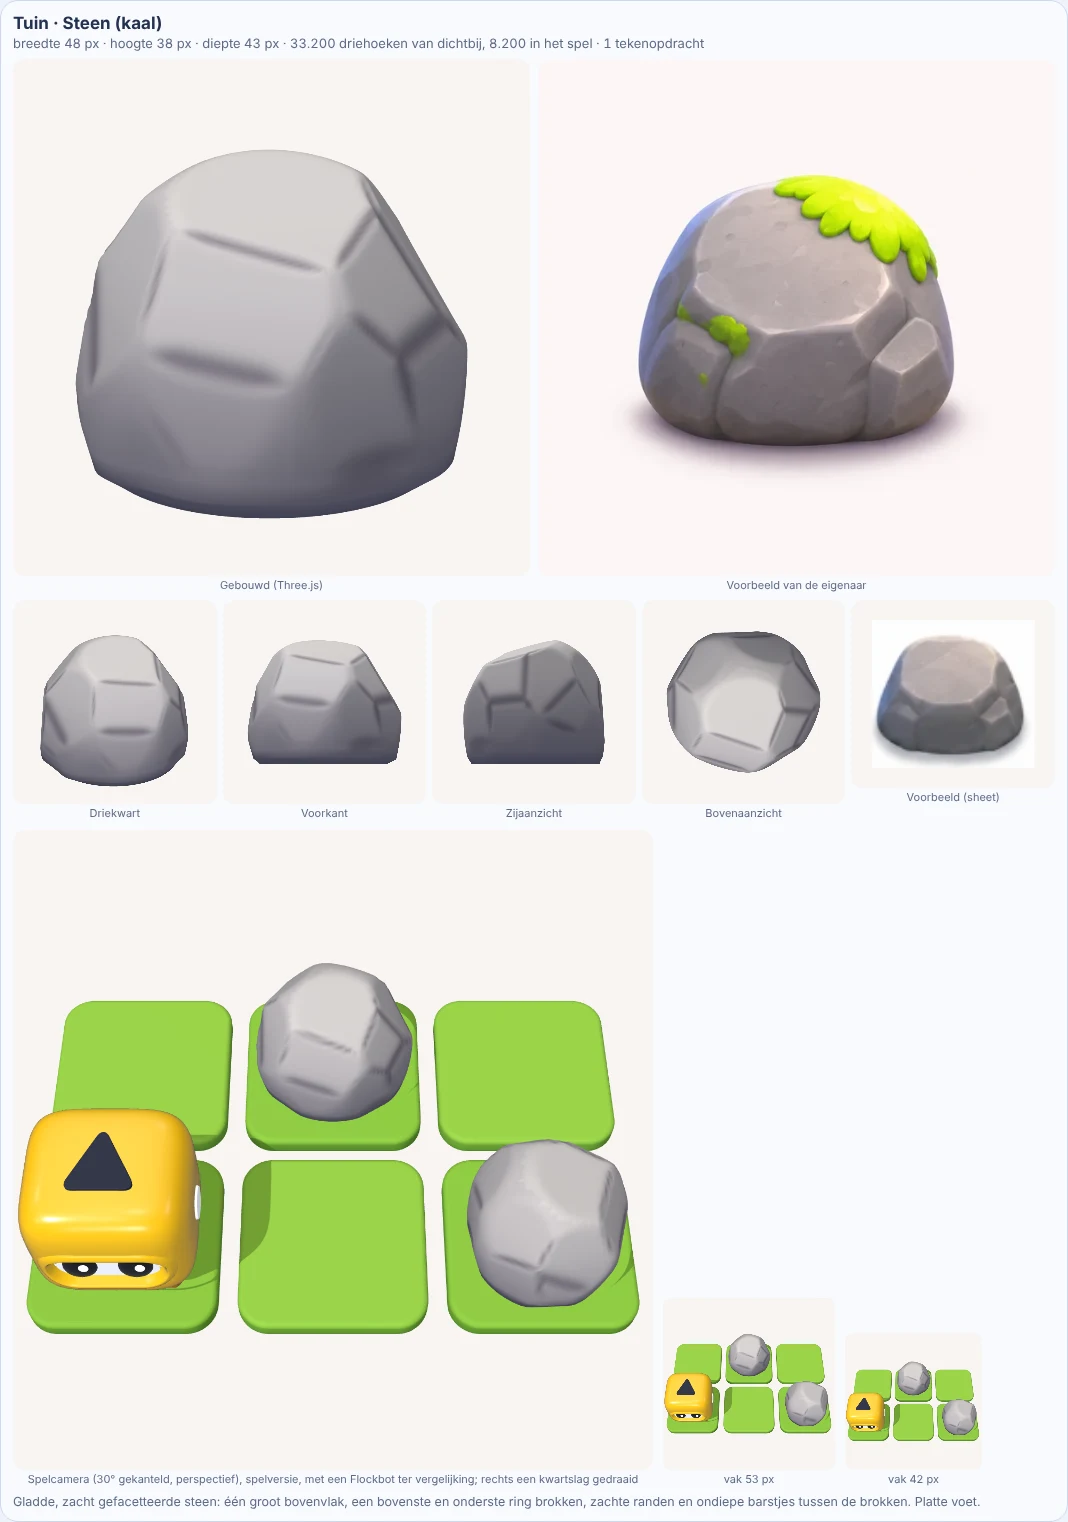 Tuin · Steen (kaal)
breedte 48 px · hoogte 38 px · diepte 43 px · 33.200 driehoeken van dichtbij, 8.200 in het spel · 1 tekenopdracht
Gebouwd (Three.js)
Voorbeeld van de eigenaar
Driekwart
Voorkant
Zijaanzicht
Bovenaanzicht
Voorbeeld (sheet)
Spelcamera (30° gekanteld, perspectief), spelversie, met een Flockbot ter vergelijking; rechts een kwartslag gedraaid
vak 53 px
vak 42 px
Gladde, zacht gefacetteerde steen: één groot bovenvlak, een bovenste en onderste ring brokken, zachte randen en ondiepe barstjes tussen de brokken. Platte voet.